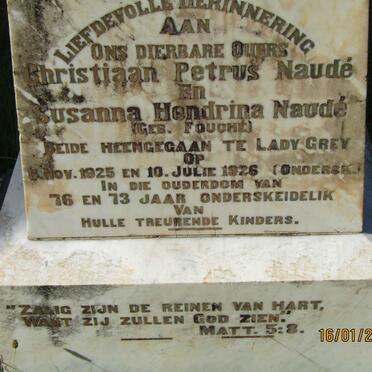 LIEFDEVOLLE HERINNERING
AAN
ONS DIERBARE OUERS
Christiaan Petrus Naudé
EN
Susanna Hendrina Naudé
(GEB. FOUCHÉ)
BEIDE HEENGEGAAN TE LADY GREY
OP
NOV. 1925 EN 10. JULIE 1926 (ONDERSK.)
IN DIE OUDERDOM VAN
76 EN 73 JAAR ONDERSKEIDELIK
VAN
HULLE TREURENDE KINDERS.
"ZALIG ZIJN DE REINEN VAN HART,
WANT ZIJ ZULLEN GOD ZIEN."
MATT. 5:8.
16/01/2